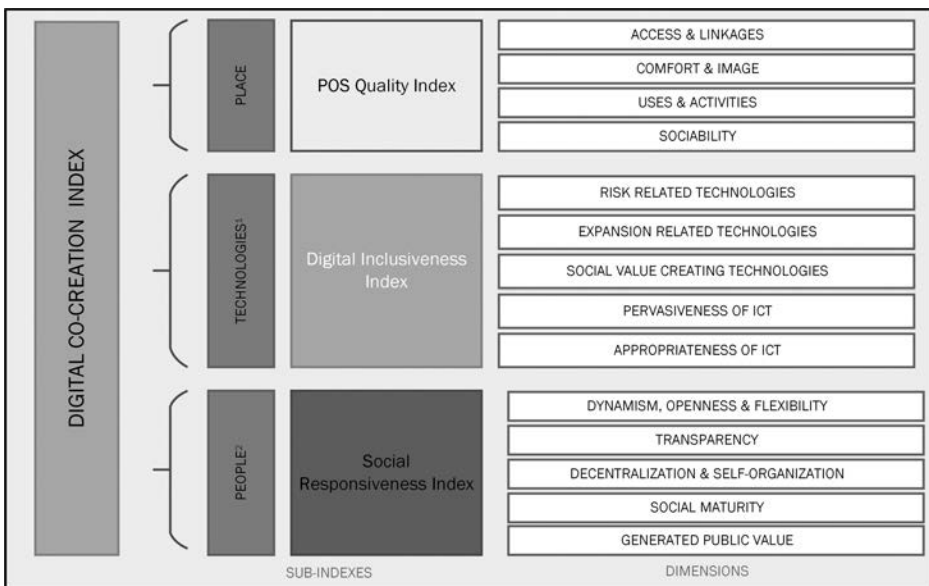 DIGITAL CO-CREATION INDEX
PLACE
POS Quality Index
ACCESS & LINKAGES
COMFORT & IMAGE
USES & ACTIVITIES
SOCIABILITY
TECHNOLOGIES¹
Digital Inclusiveness
Index
RISK RELATED TECHNOLOGIES
EXPANSION RELATED TECHNOLOGIES
SOCIAL VALUE CREATING TECHNOLOGIES
PERVASIVENESS OF ICT
APPROPRIATENESS OF ICT
PEOPLE²
Social
Responsiveness Index
DYNAMISM, OPENNESS & FLEXIBILITY
TRANSPARENCY
DECENTRALIZATION & SELF-ORGANIZATION
SOCIAL MATURITY
GENERATED PUBLIC VALUE
SUB-INDEXES
DIMENSIONS